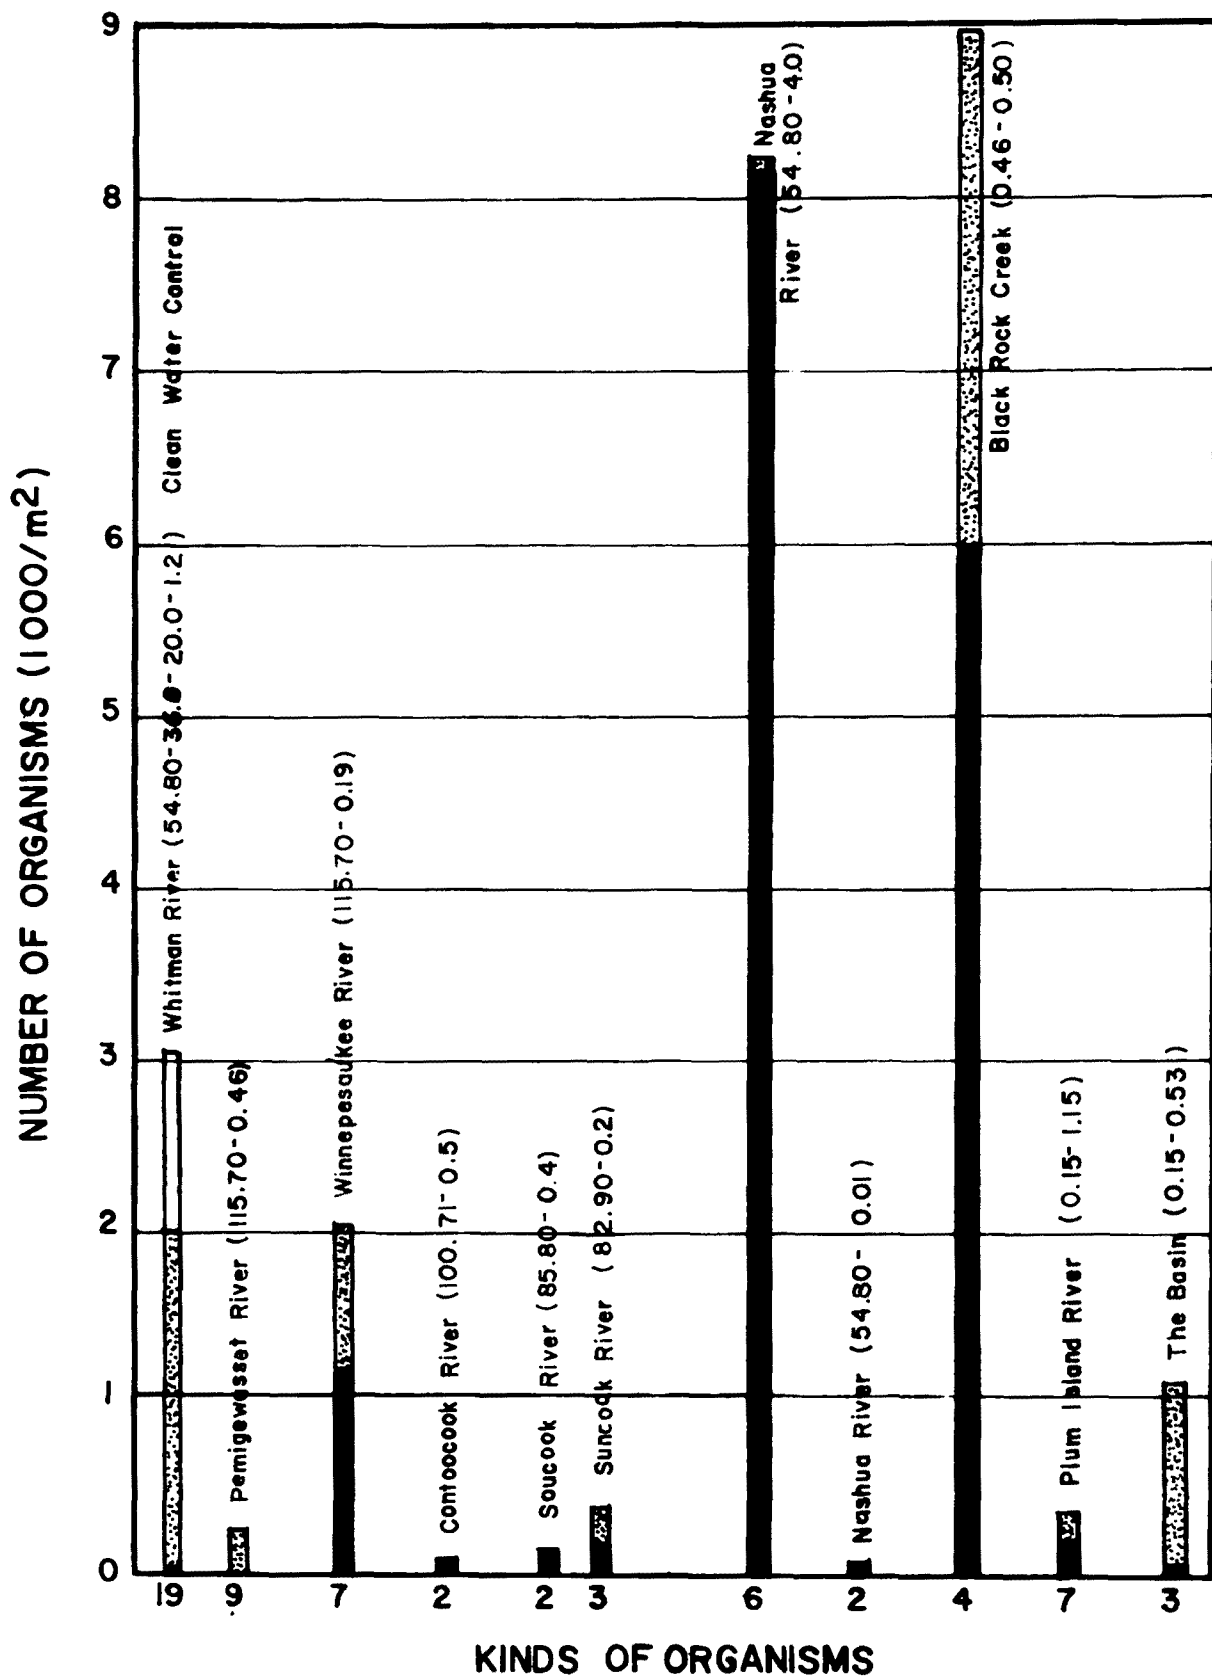 NUMBER OF ORGANISMS (1000/m2)
9
8
7
6
5
4
3
2
1
0
Whitman River (54.80-36.8-20.0-1.2) Clean Water Control
Pemigewasset River (115.70-0.46)
Winnepesaukee River (115.70-0.19)
Contoocook River (100.71-0.5)
Soucook River (85.80-0.4)
Suncook River (82.90-0.2)
Nashua
River (54.80-4.0)
Nashua River (54.80-0.01)
Black Rock Creek (0.46-0.50)
Plum Island River (0.15-1.15)
The Basin (0.15-0.53)
19 9 7 2 2 3 6 2 4 7 3
KINDS OF ORGANISMS